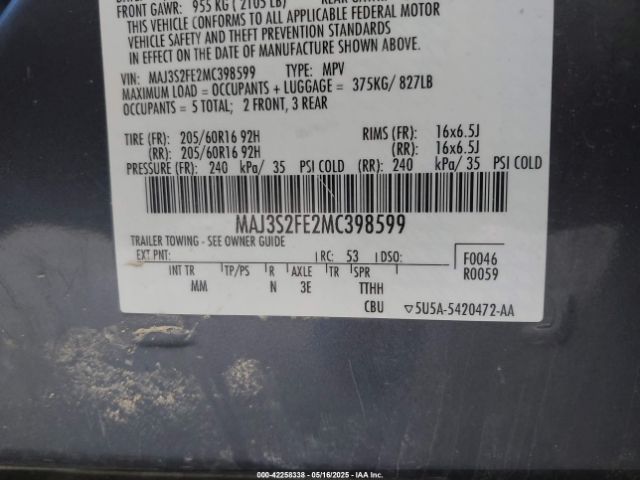 FRONT GAWR: 955 KG ( 2105 LB)
THIS VEHICLE CONFORMS TO ALL APPLICABLE FEDERAL MOTOR
VEHICLE SAFETY AND THEFT PREVENTION STANDARDS
IN EFFECT ON THE DATE OF MANUFACTURE SHOWN ABOVE.
VIN: MAJ3S2FE2MC398599 TYPE: MPV
MAXIMUM LOAD = OCCUPANTS + LUGGAGE = 375KG/ 827LB
OCCUPANTS = 5 TOTAL; 2 FRONT, 3 REAR
TIRE (FR): 205/60R16 92H RIMS (FR): 16x6.5J
(RR): 205/60R16 92H (RR): 16x6.5J
PRESSURE (FR): 240 kPa/ 35 PSI COLD (RR): 240 kPa/ 35 PSI COLD
MAJ3S2FE2MC398599
TRAILER TOWING - SEE OWNER GUIDE
EXT PNT: RC: 53 DSO: F0046
INT TR TP/PS R AXLE TR SPR R0059
MM N 3E TTHH
CBU ▽5U5A-5420472-AA
000-42258338 - 05/16/2025 - IAA, Inc.